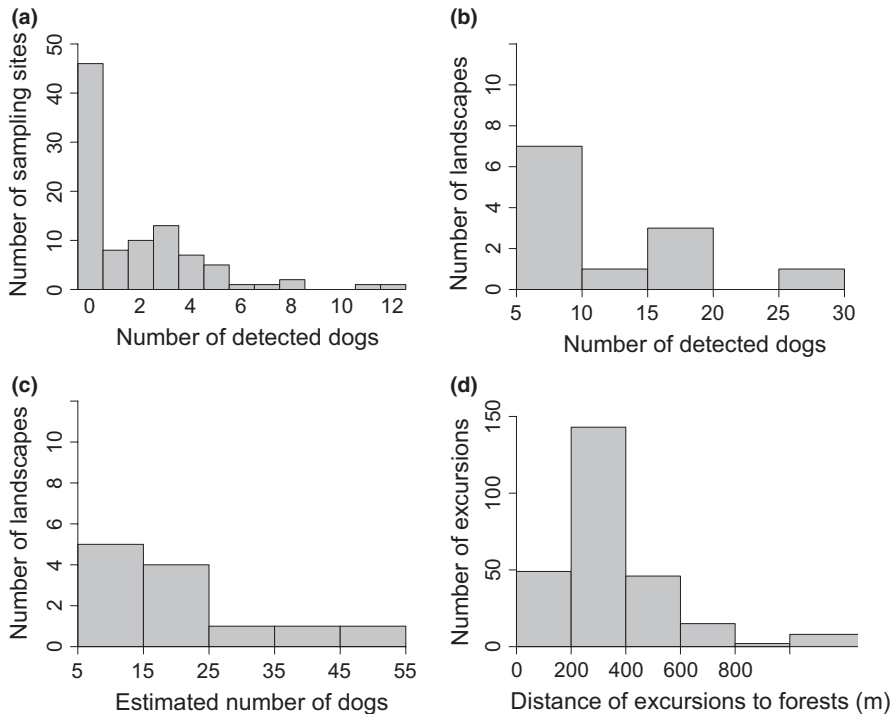 (a)
Number of sampling sites
50
40
30
20
10
0
0 2 4 6 8 10 12
Number of detected dogs
(b)
Number of landscapes
10
8
6
4
2
0
5 10 15 20 25 30
Number of detected dogs
(c)
Number of landscapes
10
8
6
4
2
0
5 15 25 35 45 55
Estimated number of dogs
(d)
Number of excursions
150
100
50
0
0 200 400 600 800
Distance of excursions to forests (m)